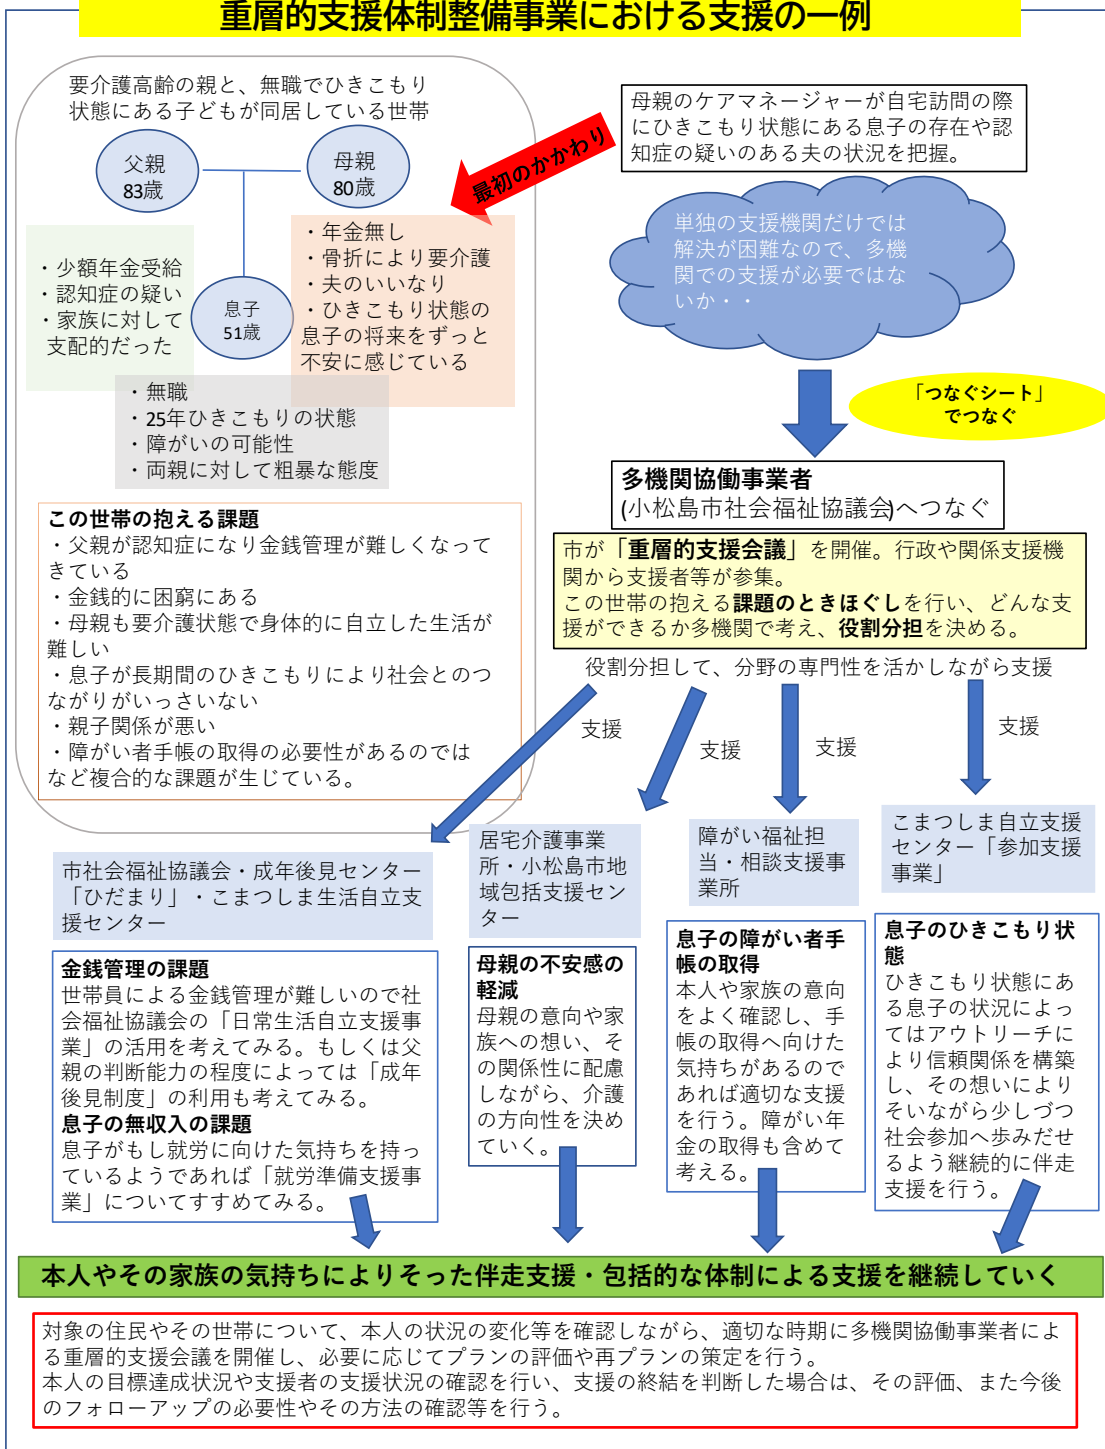 重層的支援体制整備事業における支援の一例
要介護高齢の親と、無職でひきこもり
状態にある子どもが同居している世帯
父親
83歳
母親
80歳
息子
51歳
・少額年金受給
・認知症の疑い
・家族に対して
支配的だった
・年金無し
・骨折により要介護
・夫のいいなり
・ひきこもり状態の
息子の将来をずっと
不安に感じている
・無職
・25年ひきこもりの状態
・障がいの可能性
・両親に対して粗暴な態度
この世帯の抱える課題
・父親が認知症になり金銭管理が難しくなって
きている
・金銭的に困窮にある
・母親も要介護状態で身体的に自立した生活が
難しい
・息子が長期間のひきこもりにより社会とのつ
ながりがいっさいない
・親子関係が悪い
・障がい者手帳の取得の必要性があるのでは
など複合的な課題が生じている。
最初のかかわり
母親のケアマネージャーが自宅訪問の際
にひきこもり状態にある息子の存在や認
知症の疑いのある夫の状況を把握。
単独の支援機関だけでは
解決が困難なので、多機
関での支援が必要ではな
いか・・
「つなぐシート」
でつなぐ
多機関協働事業者
(小松島市社会福祉協議会)へつなぐ
市が「重層的支援会議」を開催。行政や関係支援機
関から支援者等が参集。
この世帯の抱える課題のときほぐしを行い、どんな支
援ができるか多機関で考え、役割分担を決める。
役割分担して、分野の専門性を活かしながら支援
支援
支援
支援
支援
市社会福祉協議会・成年後見センター
「ひだまり」・こまつしま生活自立支
援センター
居宅介護事業
所・小松島市地
域包括支援セン
ター
障がい福祉担
当・相談支援事
業所
こまつしま自立支援
センター「参加支援
事業」
金銭管理の課題
世帯員による金銭管理が難しいので社
会福祉協議会の「日常生活自立支援事
業」の活用を考えてみる。もしくは父
親の判断能力の程度によっては「成年
後見制度」の利用も考えてみる。
息子の無収入の課題
息子がもし就労に向けた気持ちを持っ
ているようであれば「就労準備支援事
業」についてすすめてみる。
母親の不安感の
軽減
母親の意向や家
族への想い、そ
の関係性に配慮
しながら、介護
の方向性を決め
ていく。
息子の障がい者手
帳の取得
本人や家族の意向
をよく確認し、手
帳の取得へ向けた
気持ちがあるので
あれば適切な支援
を行う。障がい年
金の取得も含めて
考える。
息子のひきこもり状
態
ひきこもり状態にあ
る息子の状況によっ
てはアウトリーチに
より信頼関係を構築
し、その想いにより
そいながら少しづつ
社会参加へ歩みだせ
るよう継続的に伴走
支援を行う。
本人やその家族の気持ちによりそった伴走支援・包括的な体制による支援を継続していく
対象の住民やその世帯について、本人の状況の変化等を確認しながら、適切な時期に多機関協働事業者によ
る重層的支援会議を開催し、必要に応じてプランの評価や再プランの策定を行う。
本人の目標達成状況や支援者の支援状況の確認を行い、支援の終結を判断した場合は、その評価、また今後
のフォローアップの必要性やその方法の確認等を行う。